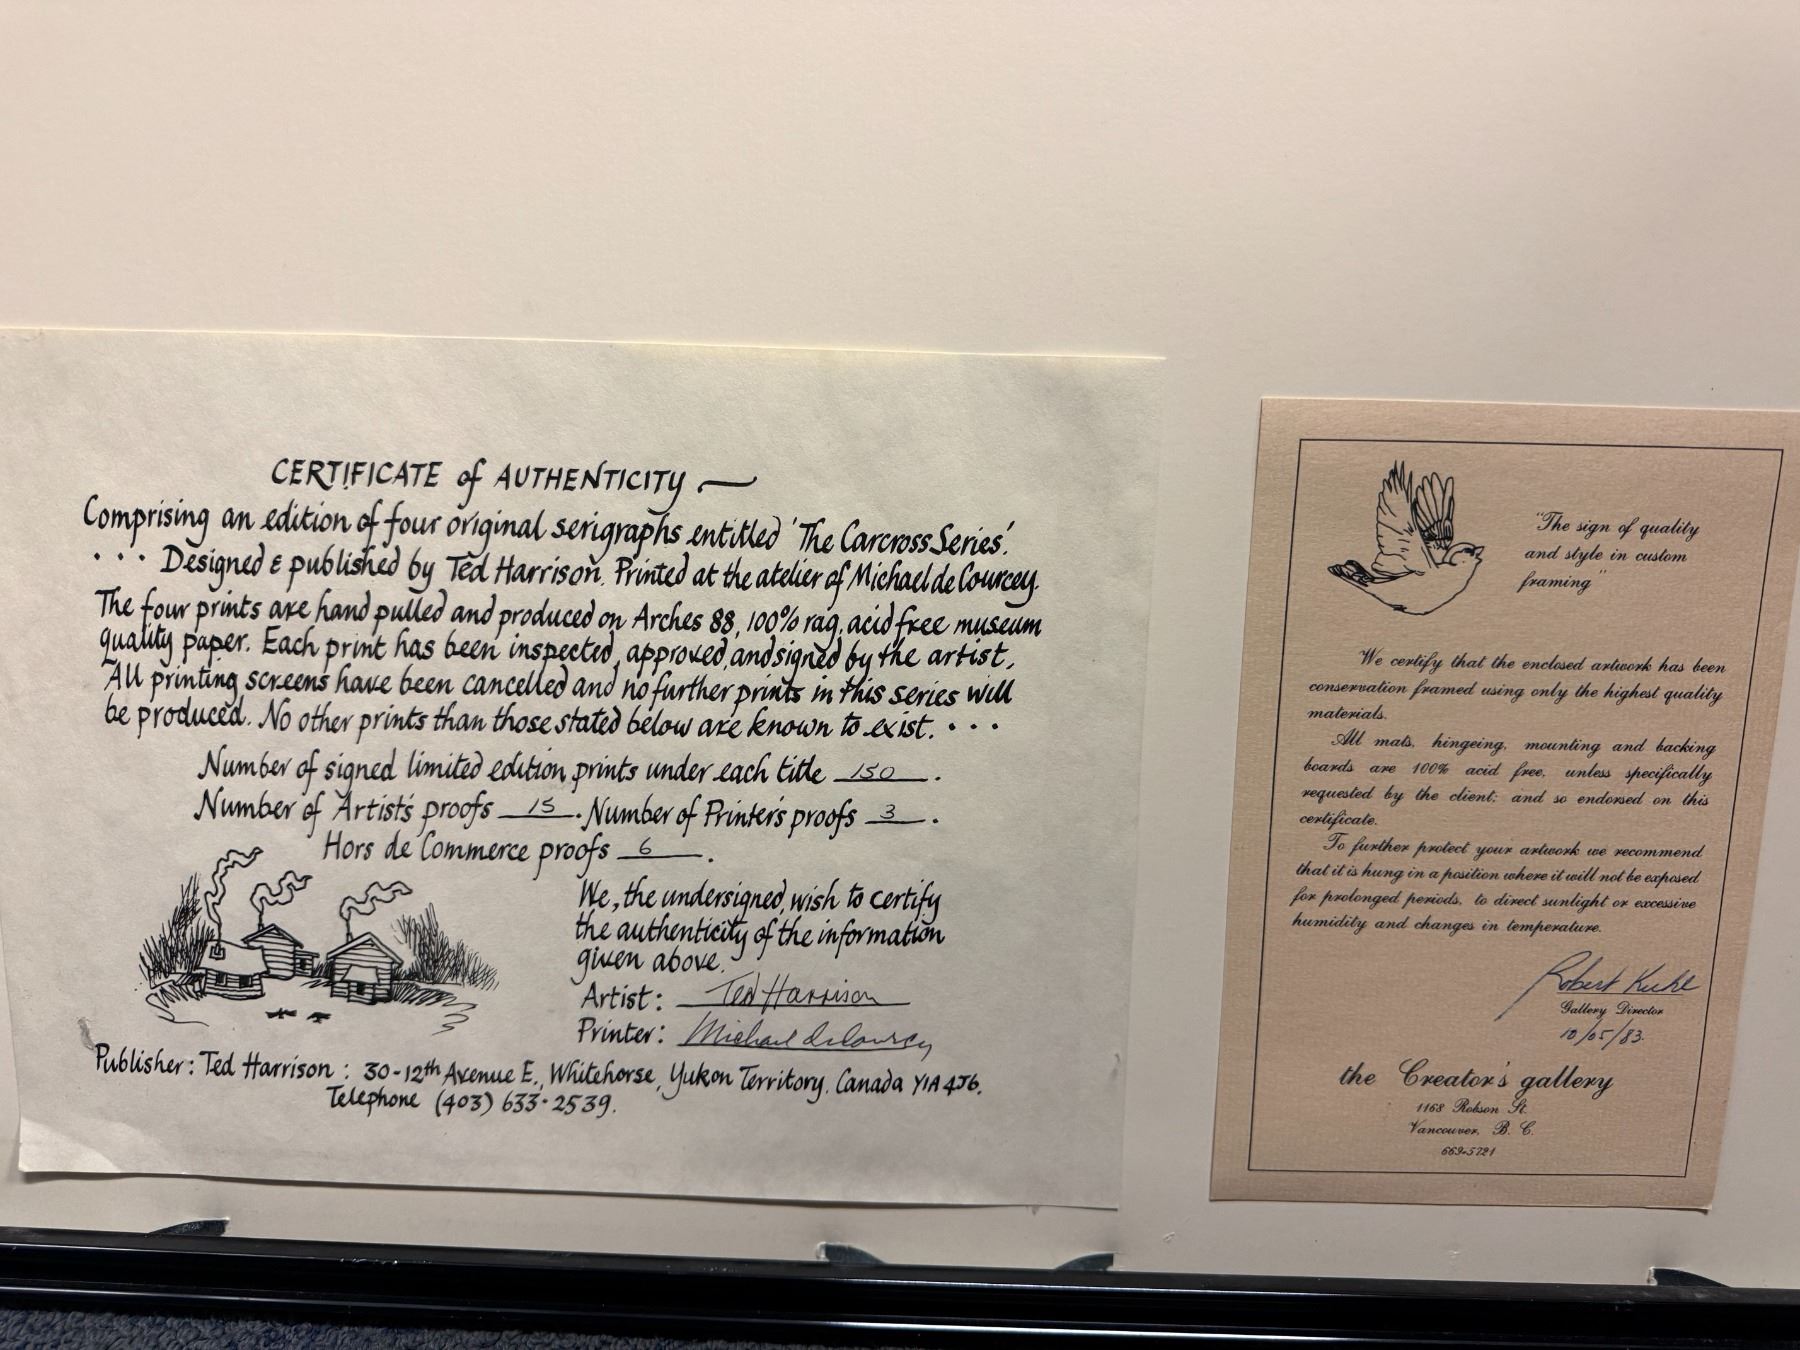 CERTIFICATE of AUTHENTICITY —
Comprising an edition of four original serigraphs entitled 'The Carcross Series'.
... Designed & published by Ted Harrison. Printed at the atelier of Michael de Courcey.
The four prints are hand pulled and produced on Arches 88, 100% rag, acid free museum
quality paper. Each print has been inspected, approved, and signed by the artist.
All printing screens have been cancelled and no further prints in this series will
be produced. No other prints than those stated below are known to exist. ...
Number of signed limited edition prints under each title 150.
Number of Artist's proofs 15. Number of Printer's proofs 3.
Hors de Commerce proofs 6.
We, the undersigned, wish to certify
the authenticity of the information
given above.
Artist: Ted Harrison
Printer: Michael de Courcey
Publisher: Ted Harrison: 30-12th Avenue E., Whitehorse, Yukon Territory. Canada Y1A 4J6.
Telephone (403) 633·2539.
"The sign of quality
and style in custom
framing"
We certify that the enclosed artwork has been
conservation framed using only the highest quality
materials.
All mats, hingeing, mounting and backing
boards are 100% acid free, unless specifically
requested by the client; and so endorsed on this
certificate.
To further protect your artwork we recommend
that it is hung in a position where it will not be exposed
for prolonged periods, to direct sunlight or excessive
humidity and changes in temperature.
Robert Kuhl
Gallery Director
10/05/83.
the Creator's gallery
1168 Robson St.
Vancouver, B. C.
669-5721